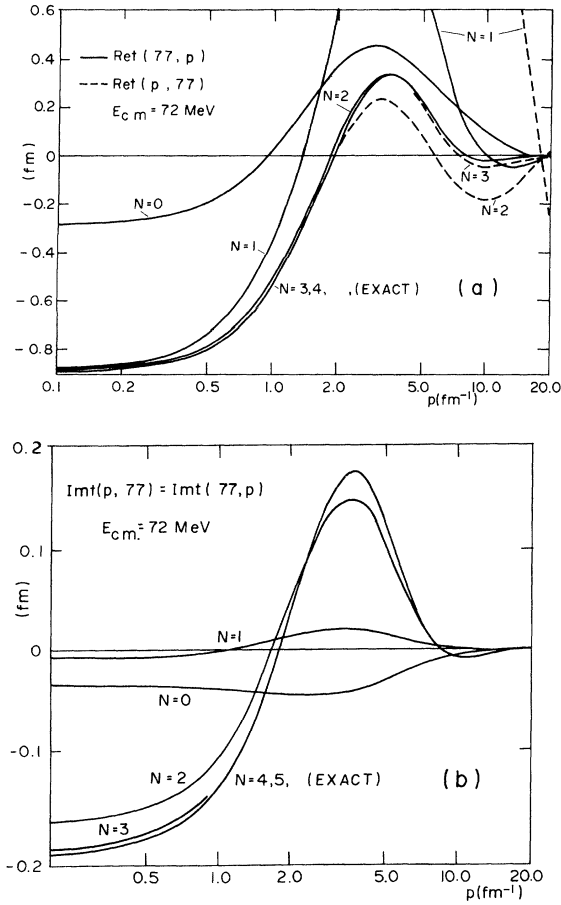 0.6
N=1
Ret (77, p)
0.4
Ret (p, 77)
E c m = 72 MeV
N=2
0.2
(fm)
0
N=3
N=0
N=2
-0.2
N=1
-0.4
N=3,4, , (EXACT)
(a)
-0.6
-0.8
0.1 0.2 0.5 1.0 2.0 5.0 10.0 20.0
p(fm⁻¹)
0.2
Imt(p, 77) = Imt(77, p)
E cm. = 72 MeV
0.1
(fm)
N=1
0
N=0
-0.1
N=2
N=4,5, (EXACT)
(b)
N=3
-0.2
0.5 1.0 2.0 5.0 10.0 20.0
p(fm⁻¹)